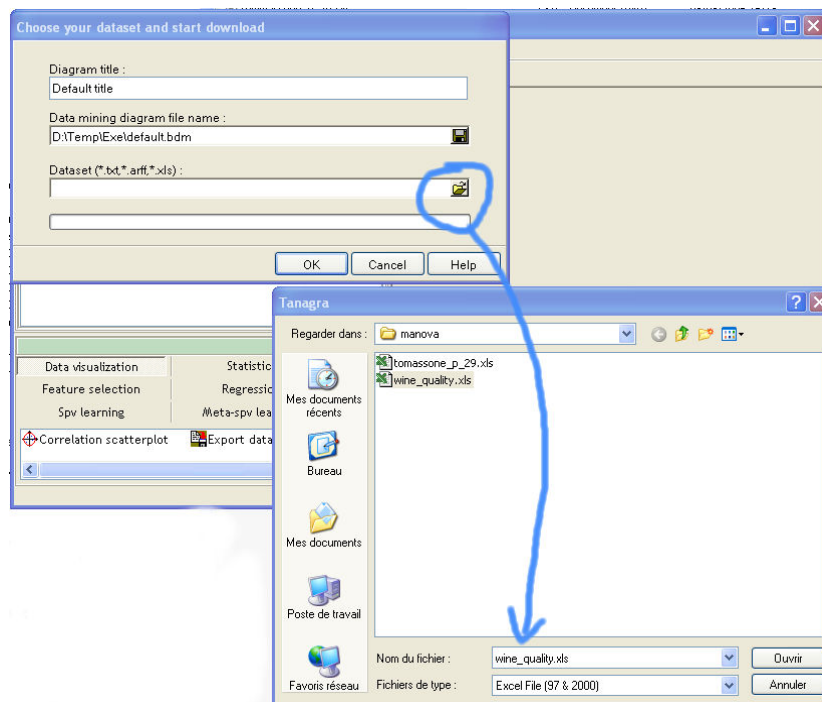 Choose your dataset and start download
Diagram title :
Default title
Data mining diagram file name :
D:\Temp\Exe\default.bdm
Dataset (*.txt,*.arff,*.xls) :
OK Cancel Help
Tanagra
Regarder dans : manova
Data visualization Statistic
Feature selection Regressic
Spv learning Meta-spv lea
Correlation scatterplot Export data
tomassone_p_29.xls
wine_quality.xls
Mes documents
récents
Bureau
Mes documents
Poste de travail
Favoris réseau
Nom du fichier : wine_quality.xls Ouvrir
Fichiers de type : Excel File (97 & 2000) Annuler